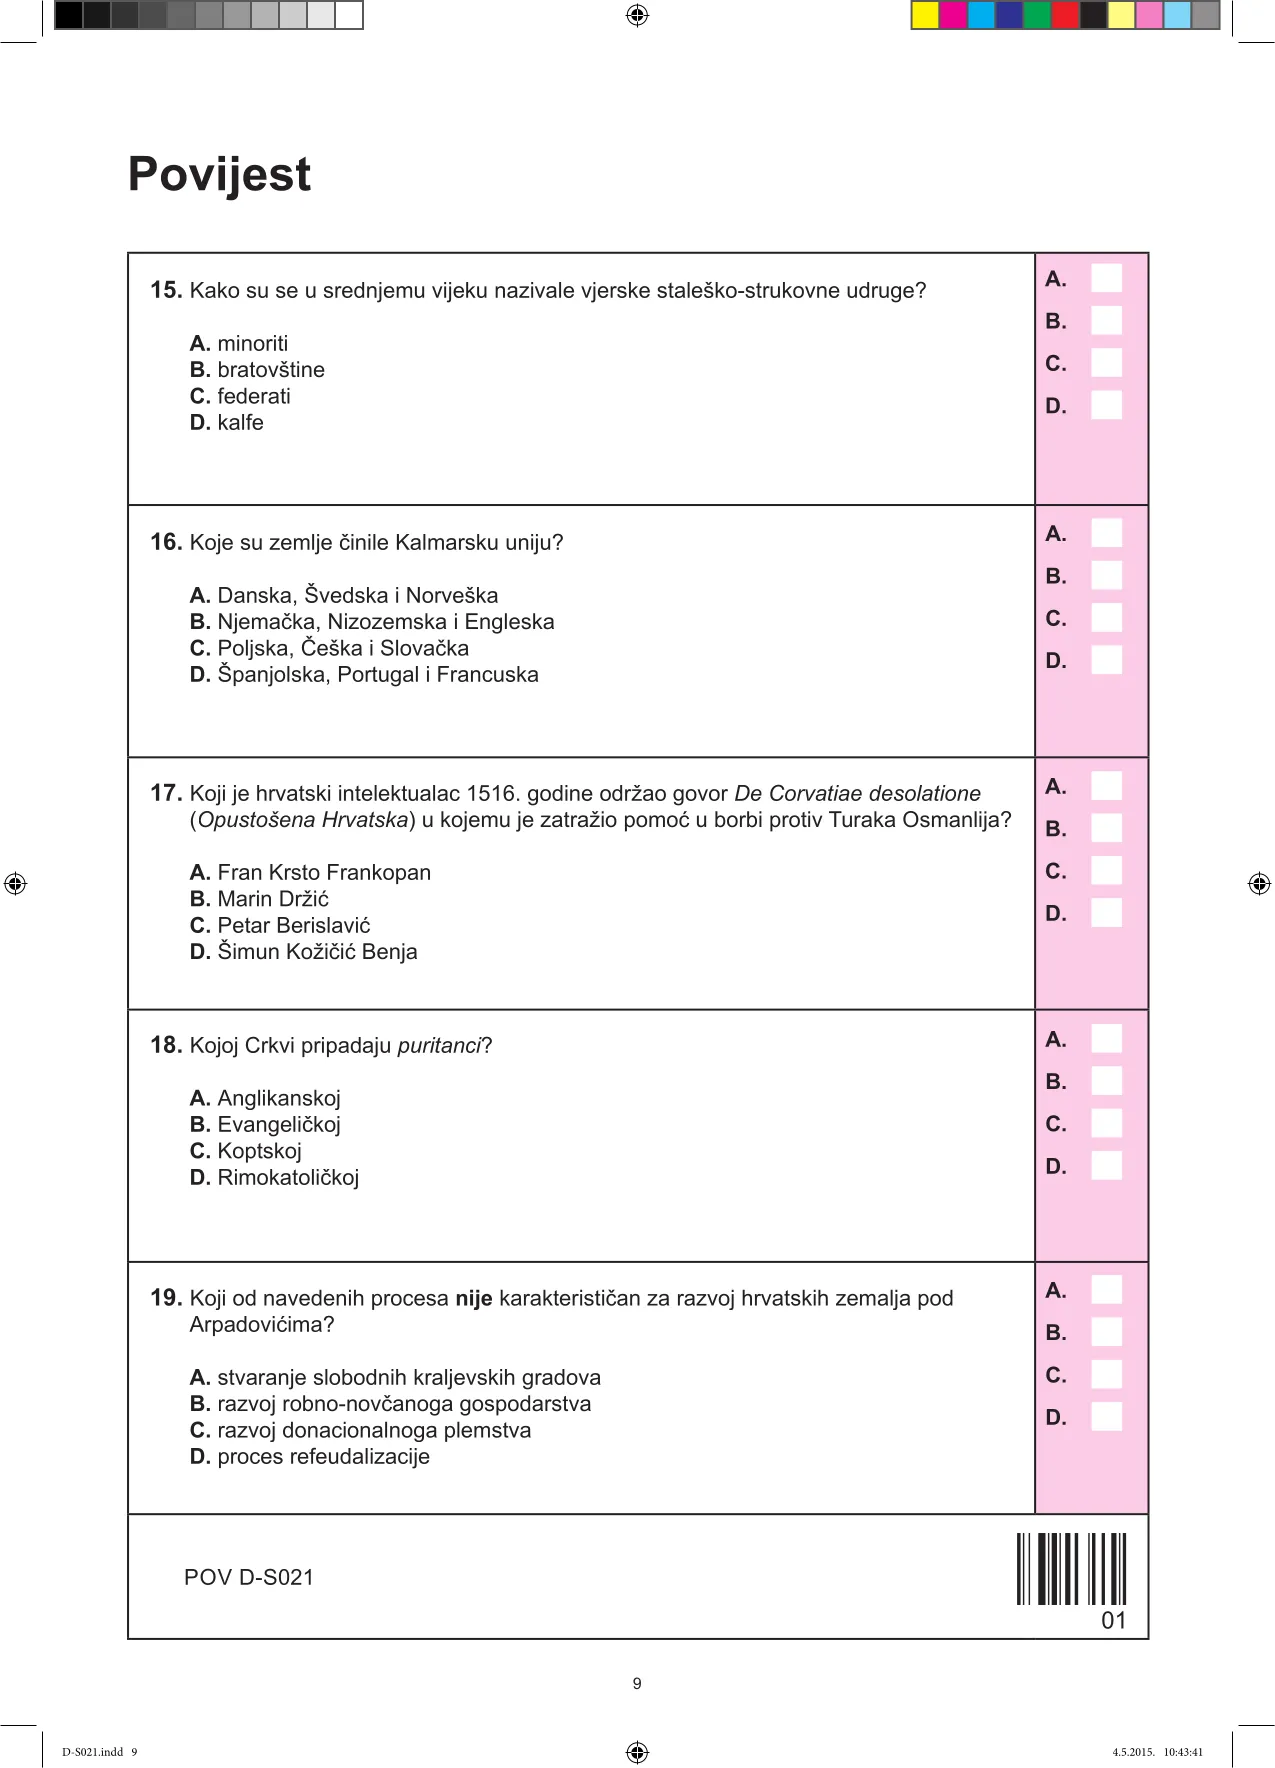 Povijest
15. Kako su se u srednjemu vijeku nazivale vjerske staleško-strukovne udruge?
A. minoriti
B. bratovštine
C. federati
D. kalfe
A.
B.
C.
D.
16. Koje su zemlje činile Kalmarsku uniju?
A. Danska, Švedska i Norveška
B. Njemačka, Nizozemska i Engleska
C. Poljska, Češka i Slovačka
D. Španjolska, Portugal i Francuska
A.
B.
C.
D.
17. Koji je hrvatski intelektualac 1516. godine održao govor De Corvatiae desolatione
(Opustošena Hrvatska) u kojemu je zatražio pomoć u borbi protiv Turaka Osmanlija?
A. Fran Krsto Frankopan
B. Marin Držić
C. Petar Berislavić
D. Šimun Kožičić Benja
A.
B.
C.
D.
18. Kojoj Crkvi pripadaju puritanci?
A. Anglikanskoj
B. Evangeličkoj
C. Koptskoj
D. Rimokatoličkoj
A.
B.
C.
D.
19. Koji od navedenih procesa nije karakterističan za razvoj hrvatskih zemalja pod
Arpadovićima?
A. stvaranje slobodnih kraljevskih gradova
B. razvoj robno-novčanoga gospodarstva
C. razvoj donacionalnoga plemstva
D. proces refeudalizacije
A.
B.
C.
D.
POV D-S021
01
9
D-S021.indd 9
4.5.2015. 10:43:41